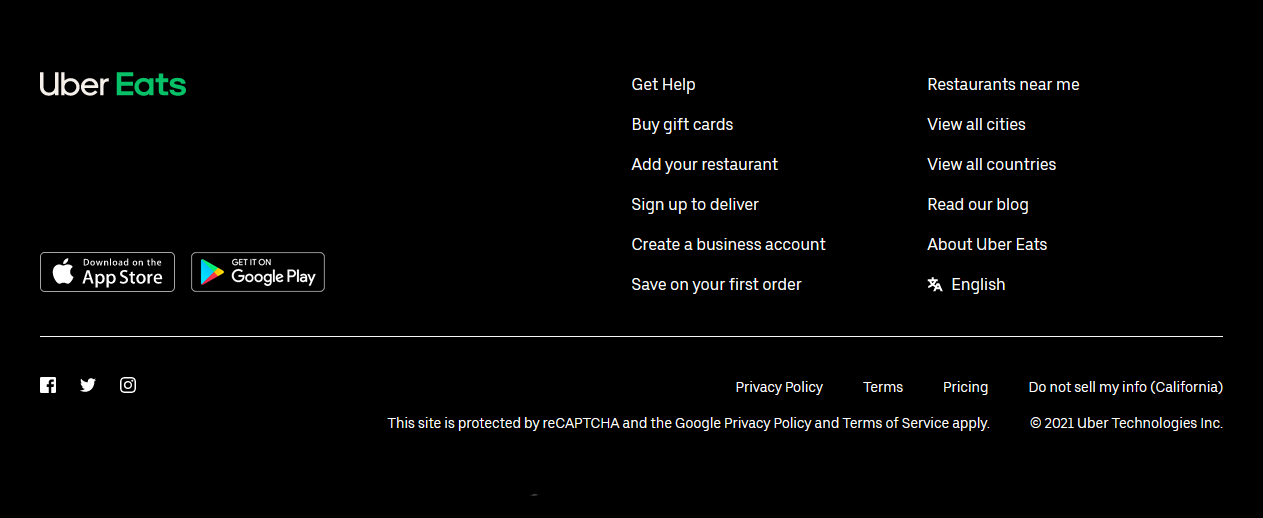 Uber Eats
Get Help
Buy gift cards
Add your restaurant
Sign up to deliver
Create a business account
Save on your first order
Restaurants near me
View all cities
View all countries
Read our blog
About Uber Eats
English
Download on the
App Store
GET IT ON
Google Play
Privacy Policy Terms Pricing Do not sell my info (California)
This site is protected by reCAPTCHA and the Google Privacy Policy and Terms of Service apply. © 2021 Uber Technologies Inc.